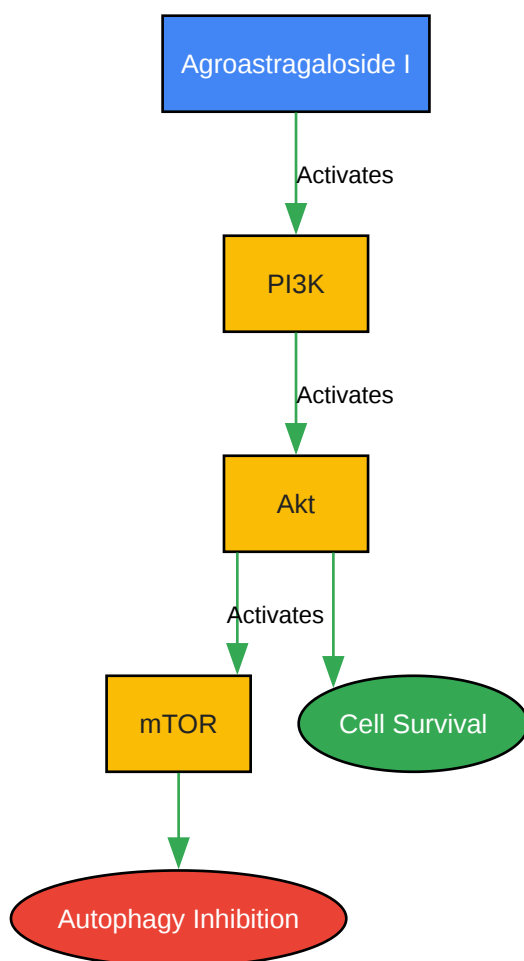 Agroastragaloside I
Activates
PI3K
Activates
Akt
Activates
mTOR
Cell Survival
Autophagy Inhibition